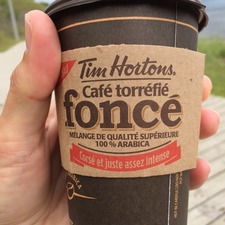 Tim Hortons.
Café torréfié
foncé
MÉLANGE DE QUALITÉ SUPÉRIEURE
100 % ARABICA
Corsé et juste assez intense